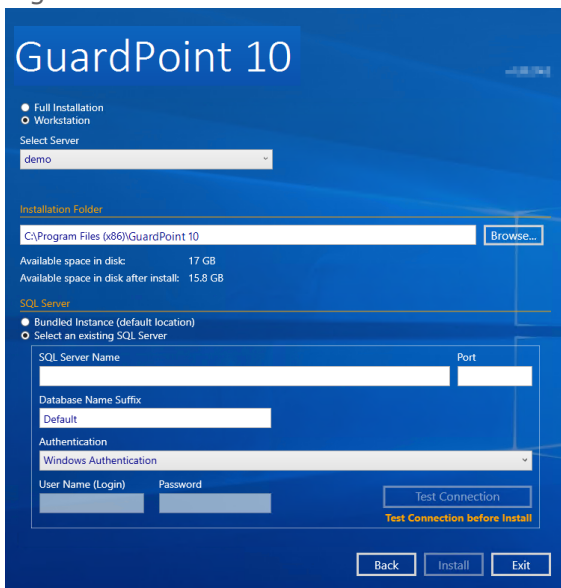 GuardPoint 10
Full Installation
Workstation
Select Server
demo
Installation Folder
C:\Program Files (x86)\GuardPoint 10
Browse...
Available space in disk: 17 GB
Available space in disk after install: 15.8 GB
SQL Server
Bundled Instance (default location)
Select an existing SQL Server
SQL Server Name Port
Database Name Suffix
Default
Authentication
Windows Authentication
User Name (Login) Password
Test Connection
Test Connection before Install
Back Install Exit